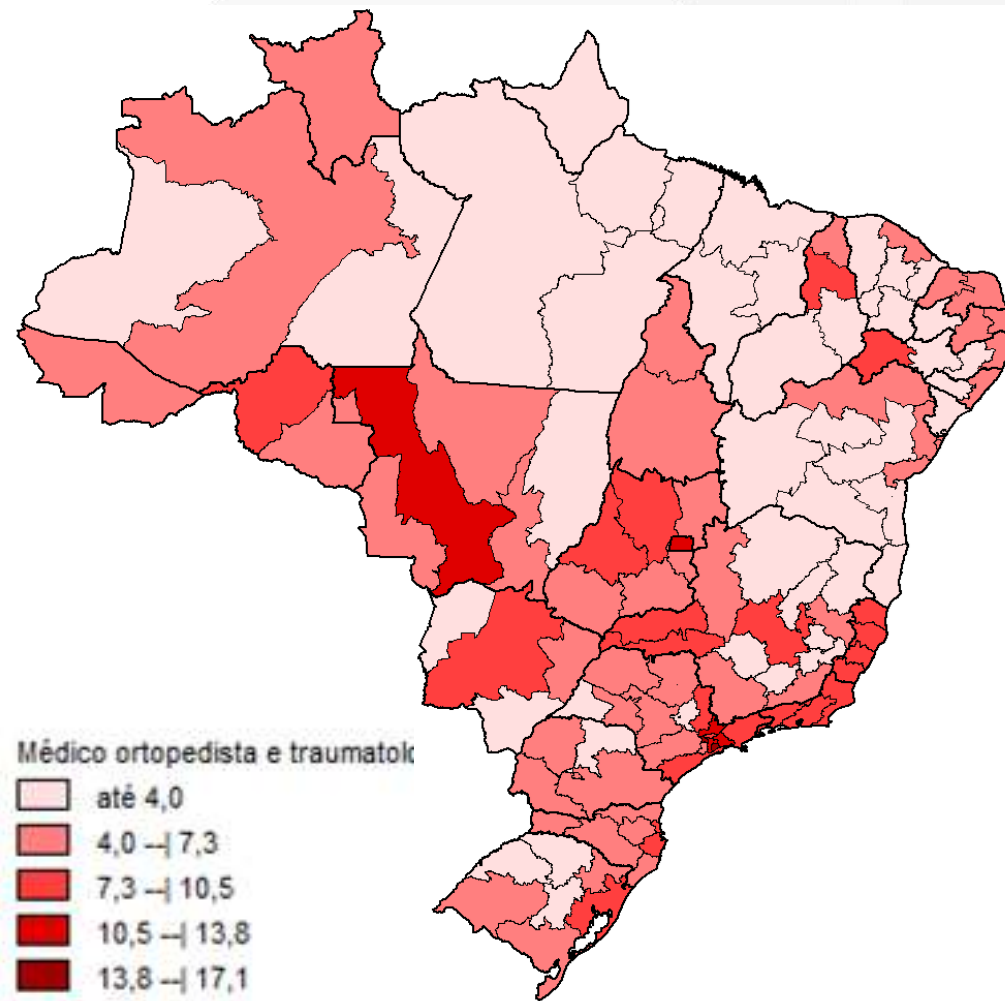 Médico ortopedista e traumatolo
até 4,0
4,0 --| 7,3
7,3 --| 10,5
10,5 --| 13,8
13,8 --| 17,1